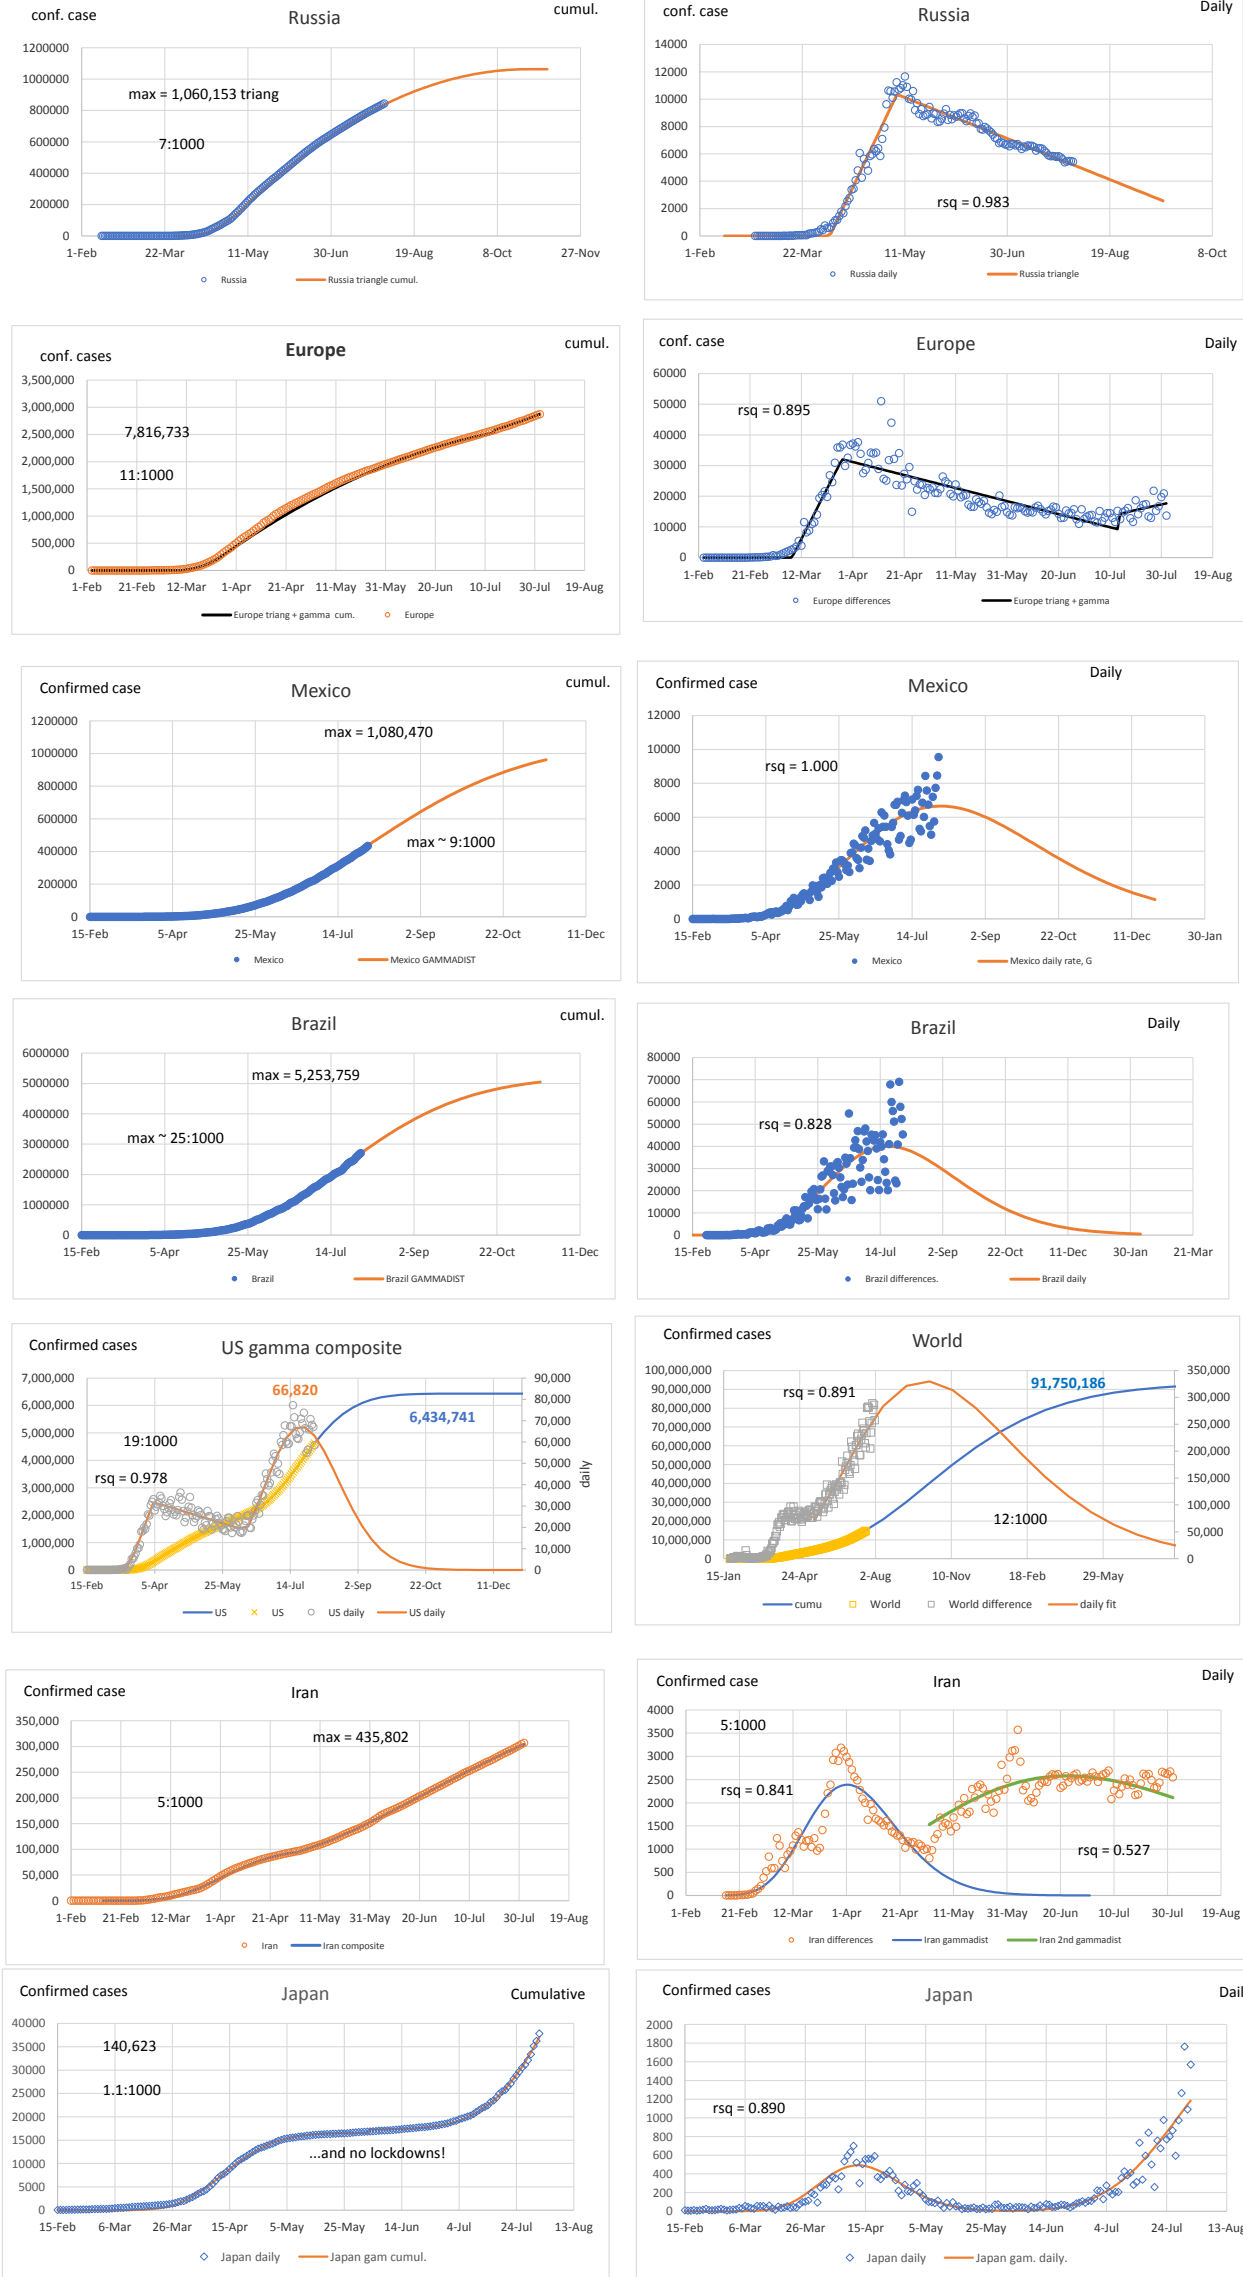 conf. case
Russia
cumul.
1200000
1000000
800000
600000
400000
200000
0
max = 1,060,153 triang
7:1000
1-Feb 22-Mar 11-May 30-Jun 19-Aug 8-Oct 27-Nov
Russia Russia triangle cumul.
conf. case
Russia
Daily
14000
12000
10000
8000
6000
4000
2000
0
rsq = 0.983
1-Feb 22-Mar 11-May 30-Jun 19-Aug 8-Oct
Russia daily Russia triangle
conf. cases
Europe
cumul.
3,500,000
3,000,000
2,500,000
2,000,000
1,500,000
1,000,000
500,000
0
7,816,733
11:1000
1-Feb 21-Feb 12-Mar 1-Apr 21-Apr 11-May 31-May 20-Jun 10-Jul 30-Jul 19-Aug
Europe triang + gamma cum. Europe
conf. case
Europe
Daily
60000
50000
40000
30000
20000
10000
0
rsq = 0.895
1-Feb 21-Feb 12-Mar 1-Apr 21-Apr 11-May 31-May 20-Jun 10-Jul 30-Jul 19-Aug
Europe differences Europe triang + gamma
Confirmed case
Mexico
cumul.
1200000
1000000
800000
600000
400000
200000
0
max = 1,080,470
max ~ 9:1000
15-Feb 5-Apr 25-May 14-Jul 2-Sep 22-Oct 11-Dec
Mexico Mexico GAMMADIST
Confirmed case
Mexico
Daily
12000
10000
8000
6000
4000
2000
0
rsq = 1.000
15-Feb 5-Apr 25-May 14-Jul 2-Sep 22-Oct 11-Dec 30-Jan
Mexico Mexico daily rate, G
Brazil
cumul.
6000000
5000000
4000000
3000000
2000000
1000000
0
max = 5,253,759
max ~ 25:1000
15-Feb 5-Apr 25-May 14-Jul 2-Sep 22-Oct 11-Dec
Brazil Brazil GAMMADIST
Brazil
Daily
80000
70000
60000
50000
40000
30000
20000
10000
0
rsq = 0.828
15-Feb 5-Apr 25-May 14-Jul 2-Sep 22-Oct 11-Dec 30-Jan 21-Mar
Brazil differences. Brazil daily
Confirmed cases
US gamma composite
7,000,000
6,000,000
5,000,000
4,000,000
3,000,000
2,000,000
1,000,000
0
66,820
6,434,741
19:1000
rsq = 0.978
90,000
80,000
70,000
60,000
50,000
40,000
30,000
20,000
10,000
0
daily
15-Feb 5-Apr 25-May 14-Jul 2-Sep 22-Oct 11-Dec
US US US daily US daily
Confirmed cases
World
100,000,000
90,000,000
80,000,000
70,000,000
60,000,000
50,000,000
40,000,000
30,000,000
20,000,000
10,000,000
0
rsq = 0.891
91,750,186
12:1000
350,000
300,000
250,000
200,000
150,000
100,000
50,000
0
15-Jan 24-Apr 2-Aug 10-Nov 18-Feb 29-May
cumu World World difference daily fit
Confirmed case
Iran
350,000
300,000
250,000
200,000
150,000
100,000
50,000
0
max = 435,802
5:1000
1-Feb 21-Feb 12-Mar 1-Apr 21-Apr 11-May 31-May 20-Jun 10-Jul 30-Jul 19-Aug
Iran Iran composite
Confirmed case
Iran
Daily
4000
3500
3000
2500
2000
1500
1000
500
0
5:1000
rsq = 0.841
rsq = 0.527
1-Feb 21-Feb 12-Mar 1-Apr 21-Apr 11-May 31-May 20-Jun 10-Jul 30-Jul 19-Aug
Iran differences Iran gammadist Iran 2nd gammadist
Confirmed cases
Japan
Cumulative
40000
35000
30000
25000
20000
15000
10000
5000
0
140,623
1.1:1000
...and no lockdowns!
15-Feb 6-Mar 26-Mar 15-Apr 5-May 25-May 14-Jun 4-Jul 24-Jul 13-Aug
Japan daily Japan gam cumul.
Confirmed cases
Japan
Dail
2000
1800
1600
1400
1200
1000
800
600
400
200
0
rsq = 0.890
15-Feb 6-Mar 26-Mar 15-Apr 5-May 25-May 14-Jun 4-Jul 24-Jul 13-Aug
Japan daily Japan gam. daily.